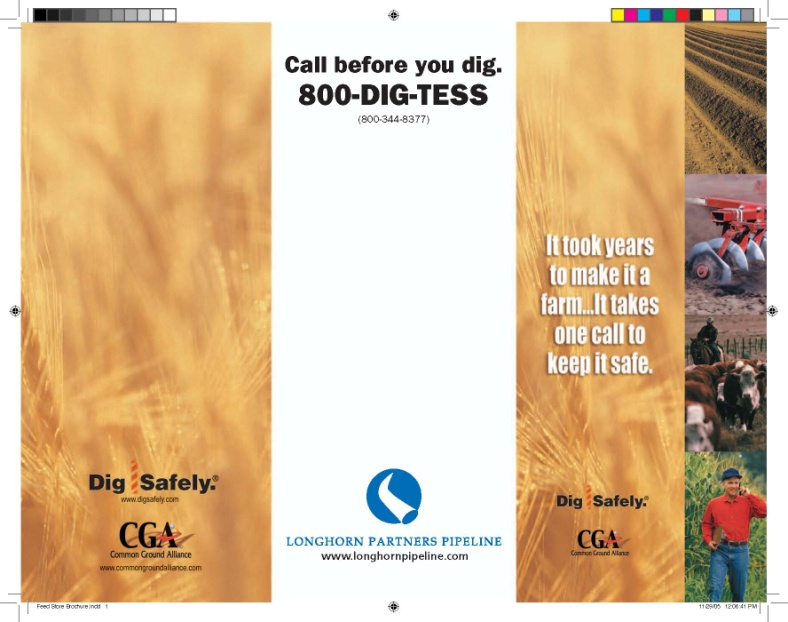 Call before you dig.
800-DIG-TESS
(800-344-8377)
It took years
to make it a
farm...It takes
one call to
keep it safe.
Dig Safely.®
www.digsafely.com
CGA
Common Ground Alliance
www.commongroundalliance.com
LONGHORN PARTNERS PIPELINE
www.longhornpipeline.com
Dig Safely.®
CGA
Common Ground Alliance
Feed Store Brochure.indd 1
11/29/05 12:08:41 PM